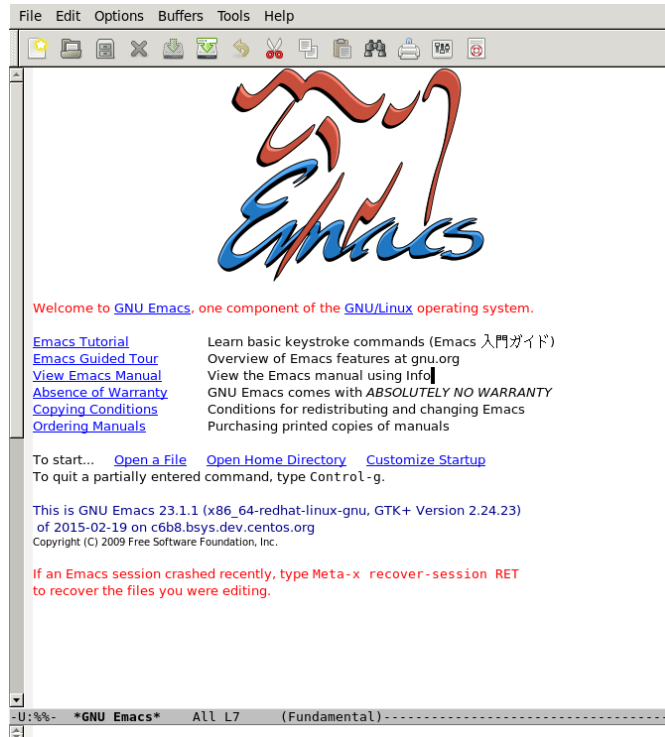 File Edit Options Buffers Tools Help
Emacs
Welcome to GNU Emacs, one component of the GNU/Linux operating system.
Emacs Tutorial Learn basic keystroke commands (Emacs 入門ガイド)
Emacs Guided Tour Overview of Emacs features at gnu.org
View Emacs Manual View the Emacs manual using Info
Absence of Warranty GNU Emacs comes with ABSOLUTELY NO WARRANTY
Copying Conditions Conditions for redistributing and changing Emacs
Ordering Manuals Purchasing printed copies of manuals
To start... Open a File Open Home Directory Customize Startup
To quit a partially entered command, type Control-g.
This is GNU Emacs 23.1.1 (x86_64-redhat-linux-gnu, GTK+ Version 2.24.23)
of 2015-02-19 on c6b8.bsys.dev.centos.org
Copyright (C) 2009 Free Software Foundation, Inc.
If an Emacs session crashed recently, type Meta-x recover-session RET
to recover the files you were editing.
-U:%%- *GNU Emacs* All L7 (Fundamental)-----------------------------------